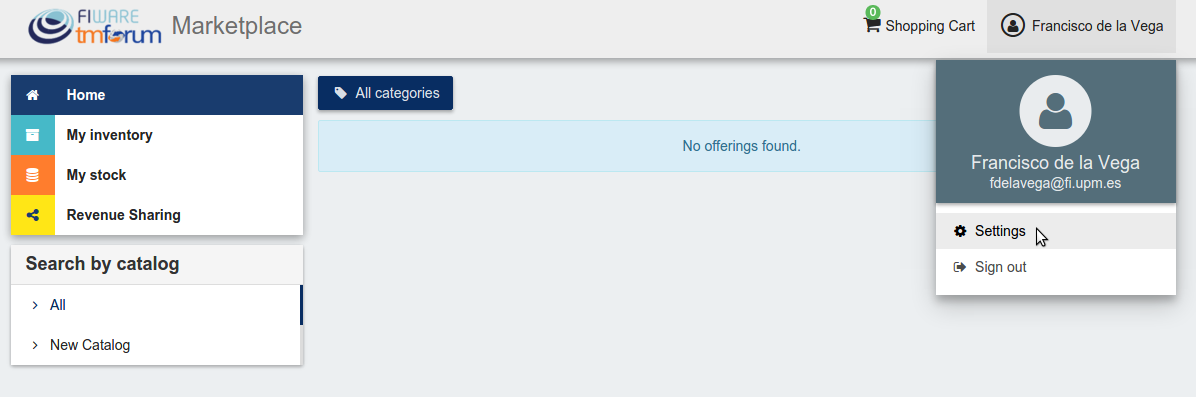 FIWARE
tmforum
Marketplace
0
Shopping Cart
Francisco de la Vega
Home
My inventory
My stock
Revenue Sharing
Search by catalog
All
New Catalog
All categories
No offerings found.
Francisco de la Vega
fdelavega@fi.upm.es
Settings
Sign out